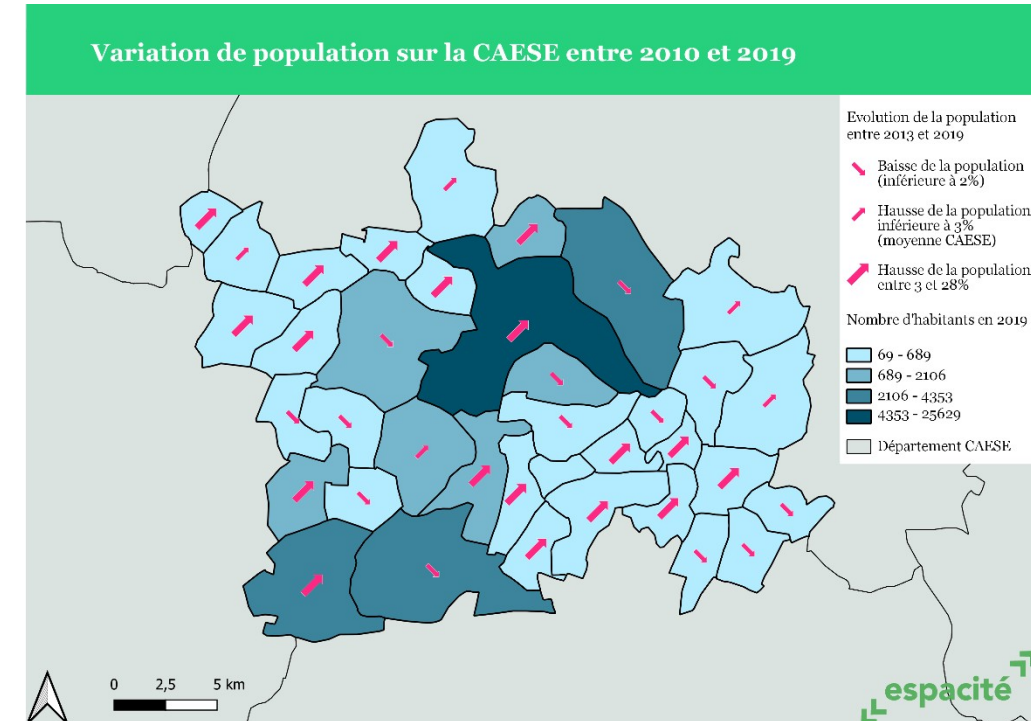 Variation de population sur la CAESE entre 2010 et 2019
Evolution de la population
entre 2013 et 2019
Baisse de la population
(inférieure à 2%)
Hausse de la population
inférieure à 3%
(moyenne CAESE)
Hausse de la population
entre 3 et 28%
Nombre d'habitants en 2019
69 - 689
689 - 2106
2106 - 4353
4353 - 25629
Département CAESE
0 2,5 5 km
espacité